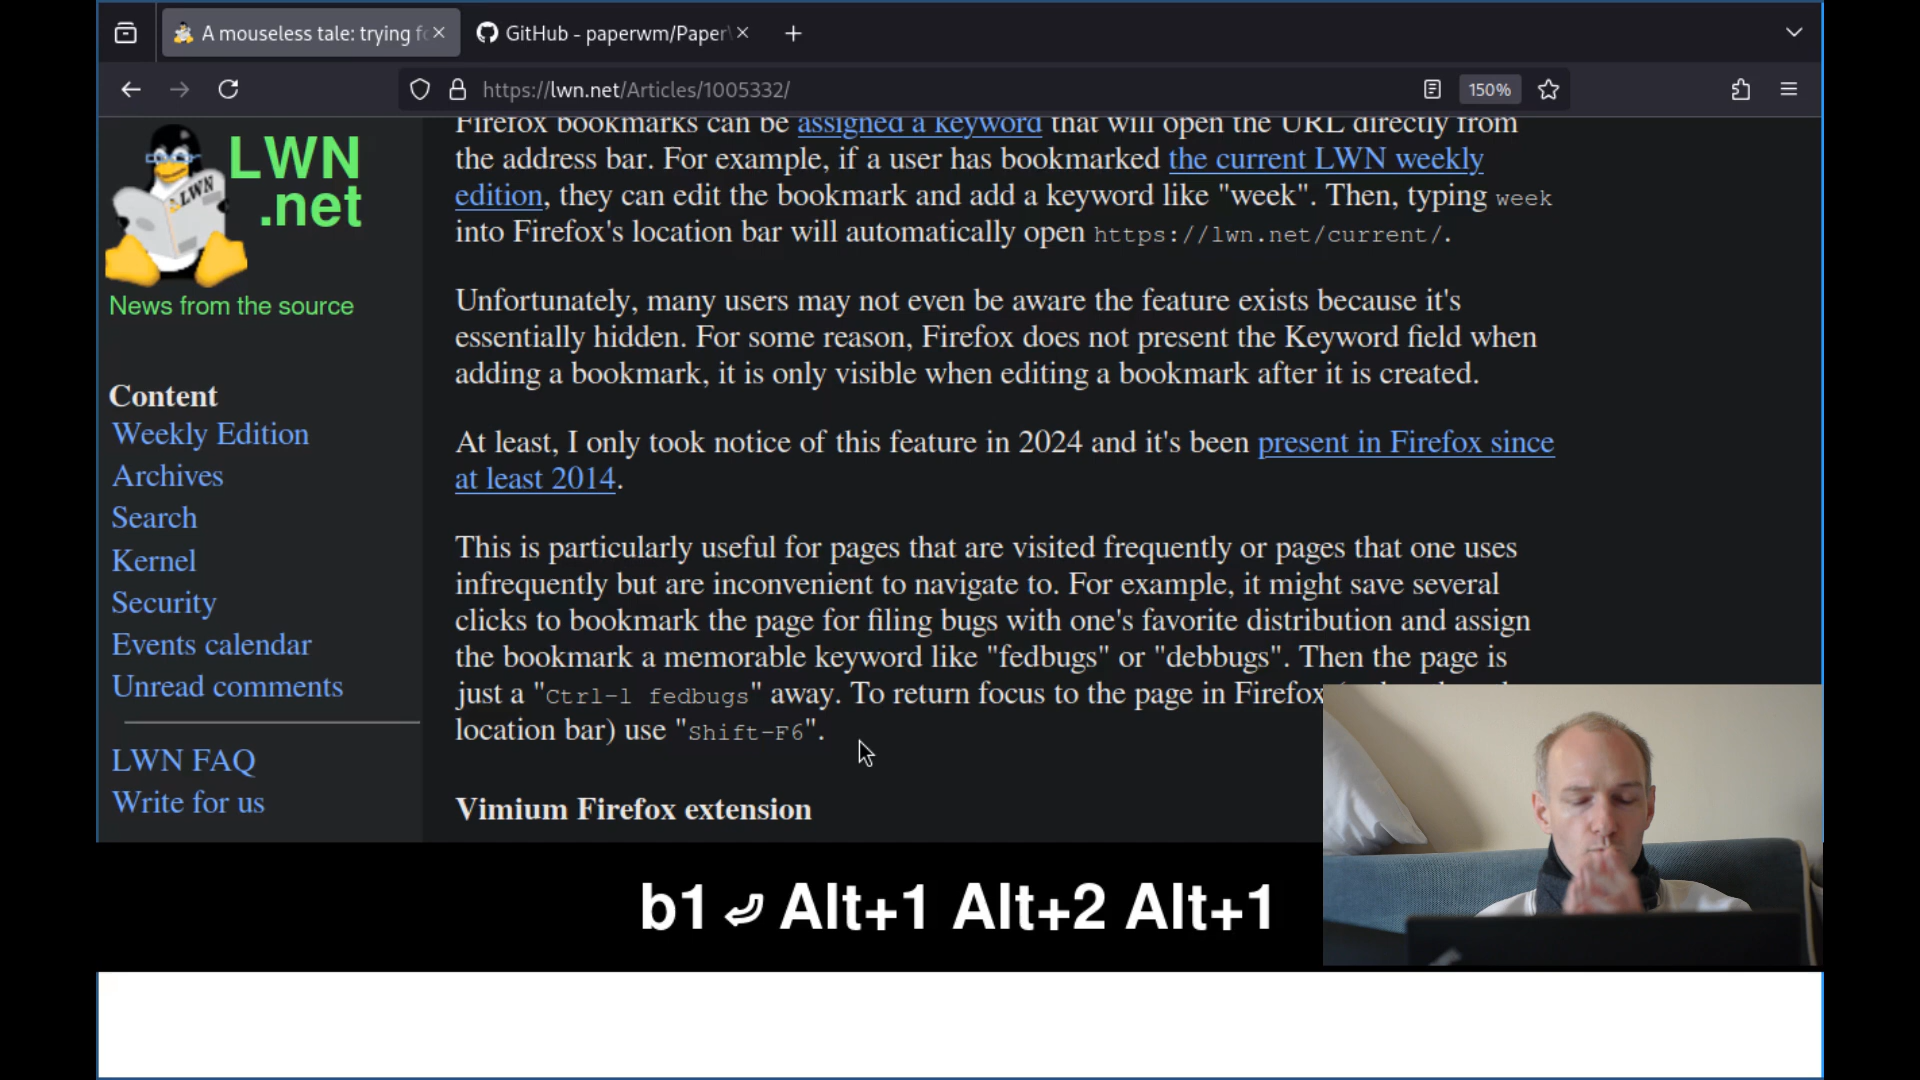 A mouseless tale: trying fo
GitHub - paperwm/Paper
https://lwn.net/Articles/1005332/
150%
LWN
.net
LWN
News from the source
Content
Weekly Edition
Archives
Search
Kernel
Security
Events calendar
Unread comments
LWN FAQ
Write for us
Firefox bookmarks can be assigned a keyword that will open the URL directly from
the address bar. For example, if a user has bookmarked the current LWN weekly
edition, they can edit the bookmark and add a keyword like "week". Then, typing week
into Firefox's location bar will automatically open https://lwn.net/current/.
Unfortunately, many users may not even be aware the feature exists because it's
essentially hidden. For some reason, Firefox does not present the Keyword field when
adding a bookmark, it is only visible when editing a bookmark after it is created.
At least, I only took notice of this feature in 2024 and it's been present in Firefox since
at least 2014.
This is particularly useful for pages that are visited frequently or pages that one uses
infrequently but are inconvenient to navigate to. For example, it might save several
clicks to bookmark the page for filing bugs with one's favorite distribution and assign
the bookmark a memorable keyword like "fedbugs" or "debbugs". Then the page is
just a "Ctrl-l fedbugs" away. To return focus to the page in Firefox
location bar) use "Shift-F6".
Vimium Firefox extension
b1 ⤶ Alt+1 Alt+2 Alt+1